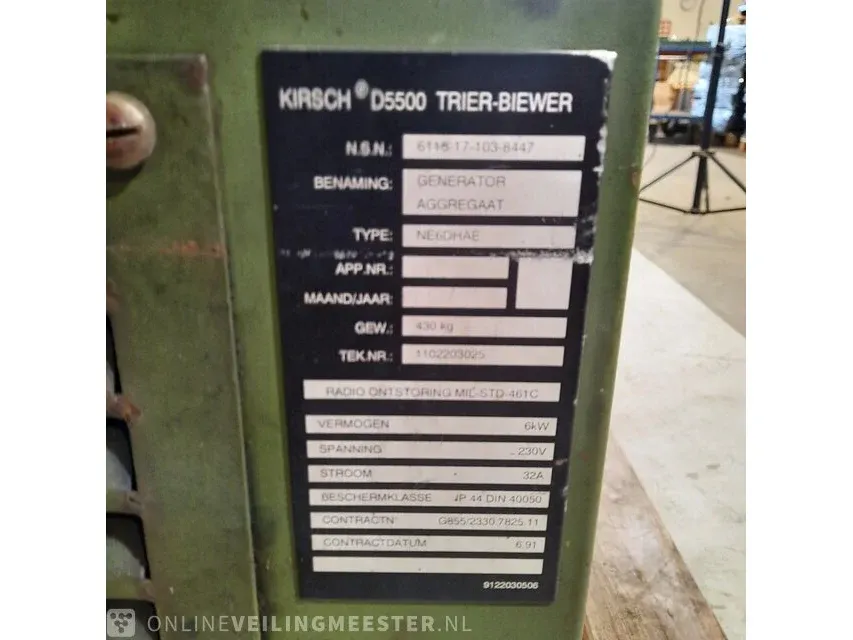 KIRSCH® D5500 TRIER-BIEWER
N.S.N.: 6115-17-103-8447
BENAMING: GENERATOR
AGGREGAAT
TYPE: NE6DHAE
APP.NR.:
MAAND/JAAR:
GEW.: 430 kg
TEK.NR.: 1102203025
RADIO ONTSTORING MIL-STD-461C
VERMOGEN 6kW
SPANNING 230V
STROOM 32A
BESCHERMKLASSE IP 44 DIN 40050
CONTRACTN G855/2330.7825.11
CONTRACTDATUM 6.91
9122030506
ONLINEVEILINGMEESTER.NL